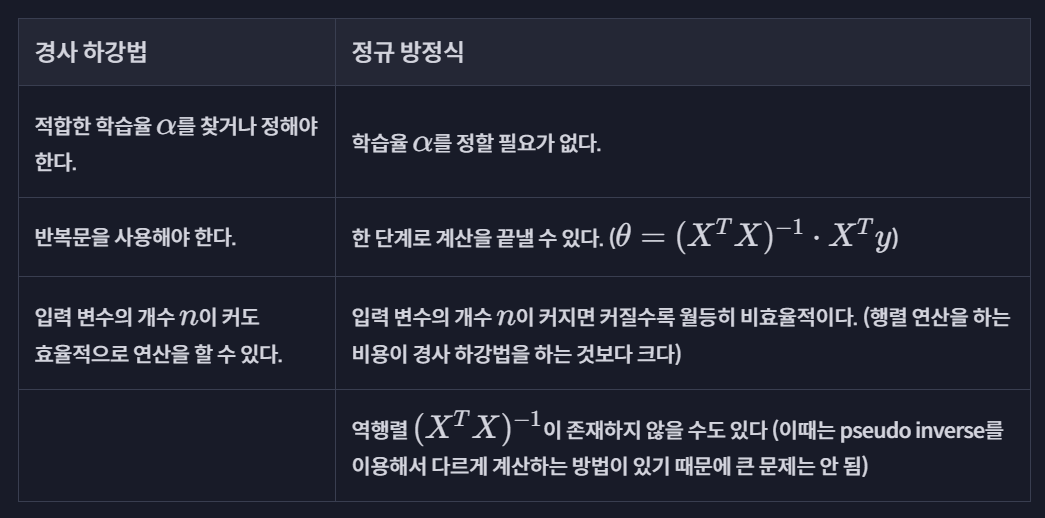 경사 하강법
정규 방정식
적합한 학습율 α를 찾거나 정해야
한다.
학습율 α를 정할 필요가 없다.
반복문을 사용해야 한다.
한 단계로 계산을 끝낼 수 있다. (θ = (XᵀX)⁻¹ · Xᵀy)
입력 변수의 개수 n이 커도
효율적으로 연산을 할 수 있다.
입력 변수의 개수 n이 커지면 커질수록 월등히 비효율적이다. (행렬 연산을 하는
비용이 경사 하강법을 하는 것보다 크다)
역행렬 (XᵀX)⁻¹이 존재하지 않을 수도 있다 (이때는 pseudo inverse를
이용해서 다르게 계산하는 방법이 있기 때문에 큰 문제는 안 됨)